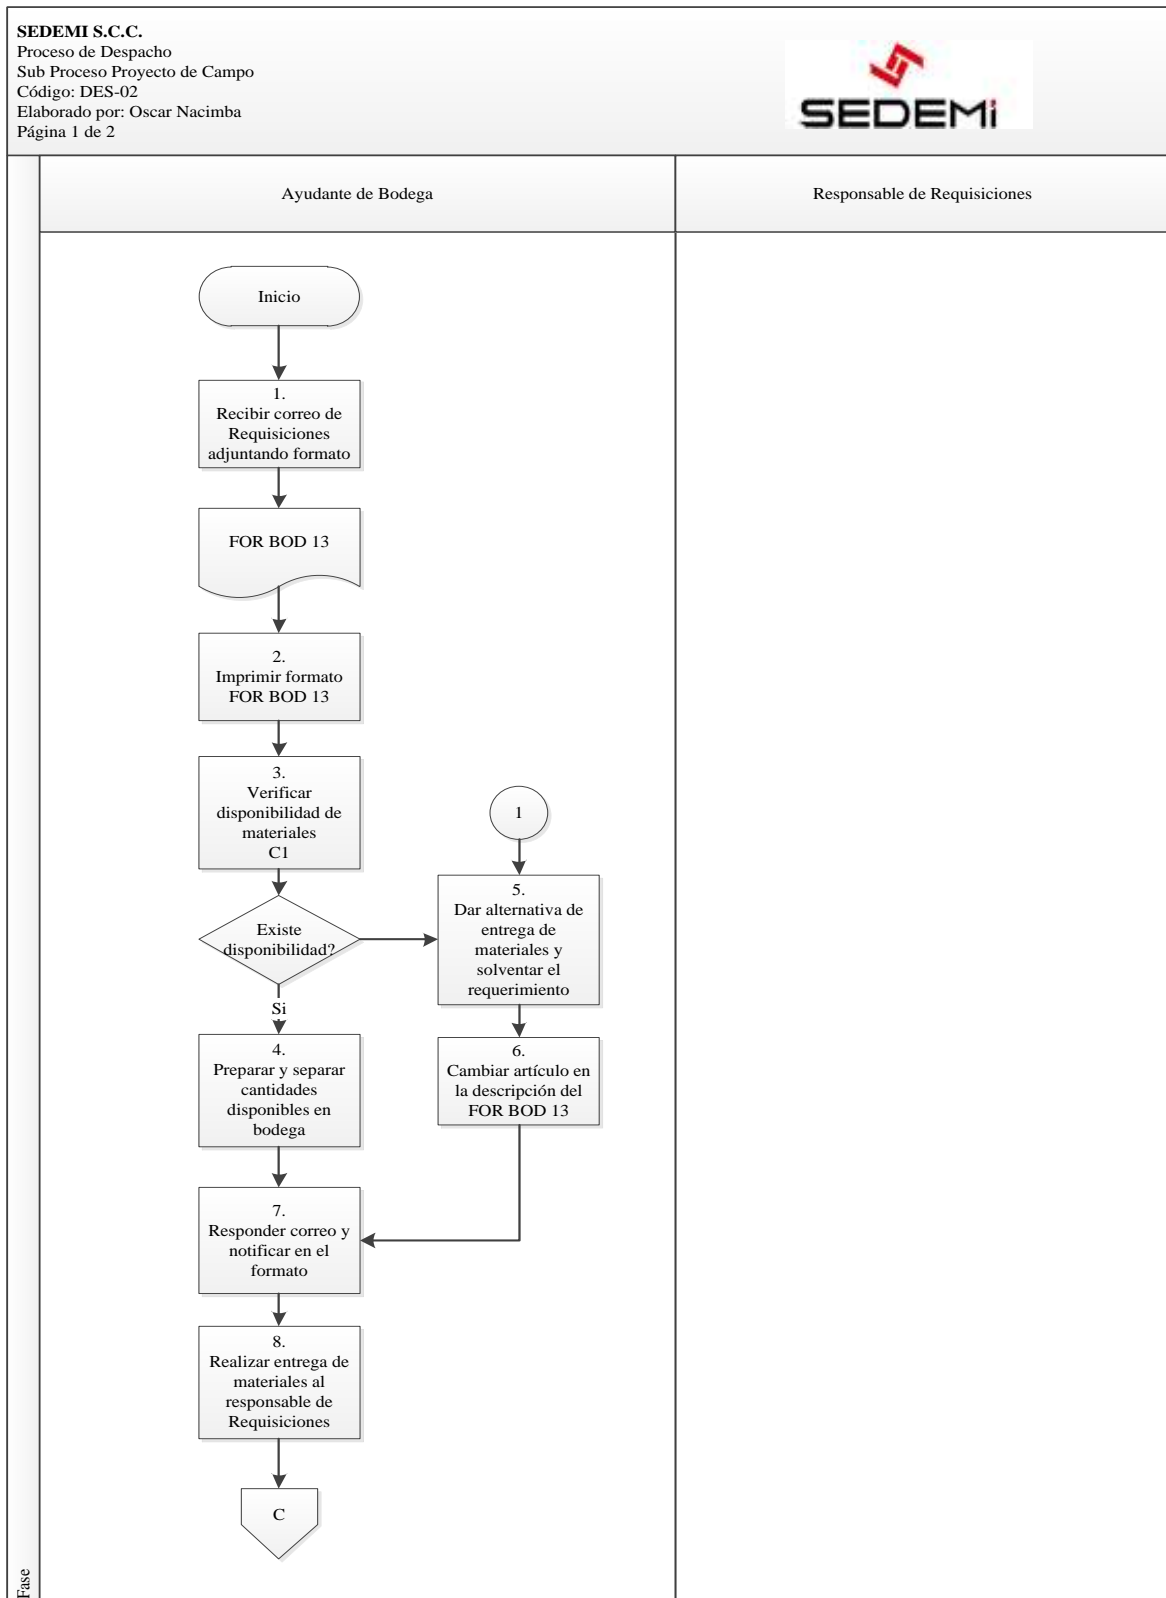 SEDEMI S.C.C.
Proceso de Despacho
Sub Proceso Proyecto de Campo
Código: DES-02
Elaborado por: Oscar Nacimba
Página 1 de 2
SEDEMi
Ayudante de Bodega
Responsable de Requisiciones
Inicio
1.
Recibir correo de
Requisiciones
adjuntando formato
FOR BOD 13
2.
Imprimir formato
FOR BOD 13
3.
Verificar
disponibilidad de
materiales
C1
1
Existe
disponibilidad?
5.
Dar alternativa de
entrega de
materiales y
solventar el
requerimiento
Si
4.
Preparar y separar
cantidades
disponibles en
bodega
6.
Cambiar artículo en
la descripción del
FOR BOD 13
7.
Responder correo y
notificar en el
formato
8.
Realizar entrega de
materiales al
responsable de
Requisiciones
C
Fase